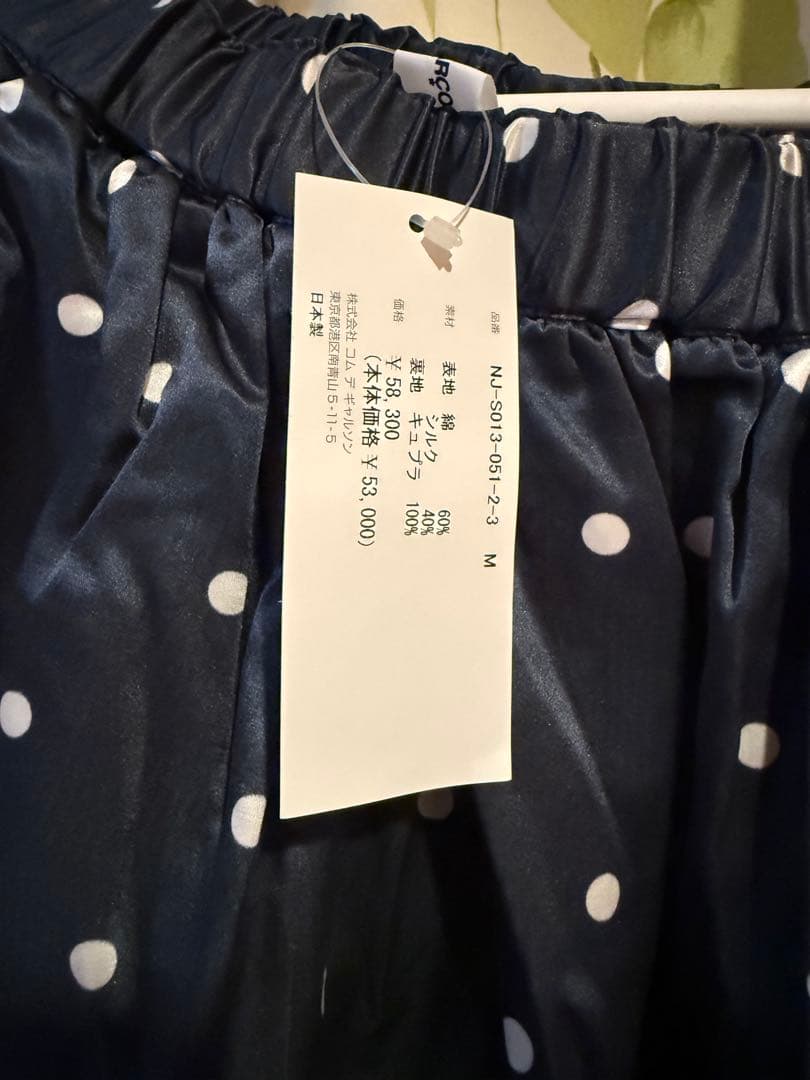 RÇO
品番 NJ-S013-051-2-3 M
素材 表地 綿 60%
シルク 40%
裏地 キュプラ 100%
価格 ¥58,300
(本体価格 ¥53,000)
株式会社 コム デ ギャルソン
東京都港区南青山5-11-5
日本製